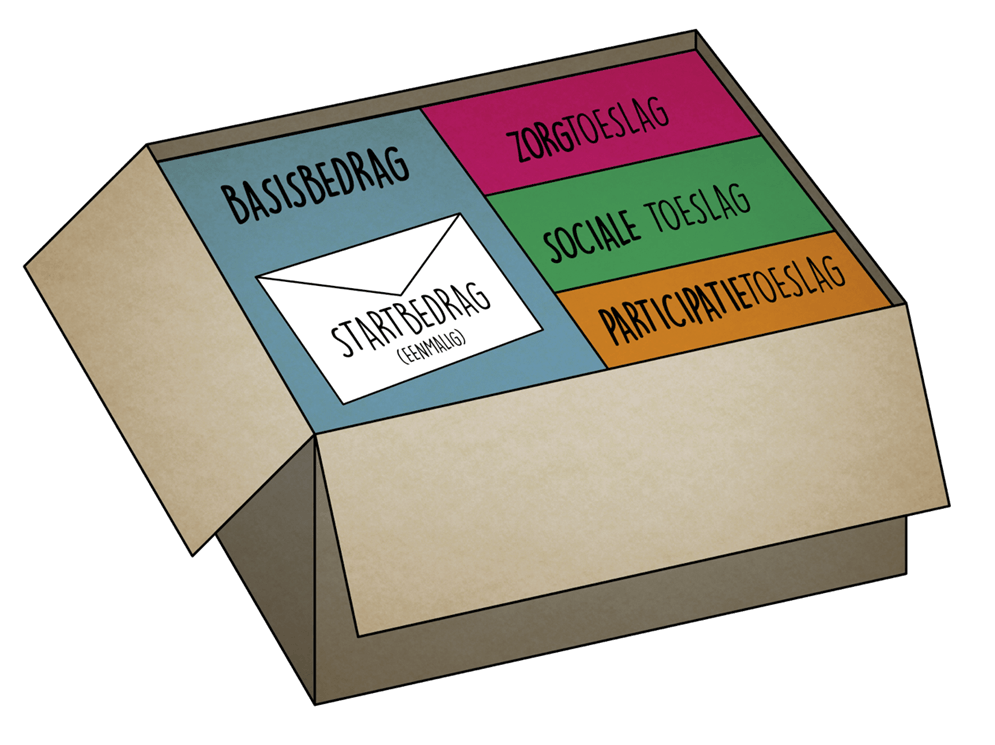 BASISBEDRAG
STARTBEDRAG
(EENMALIG)
ZORGTOESLAG
SOCIALE TOESLAG
PARTICIPATIETOESLAG